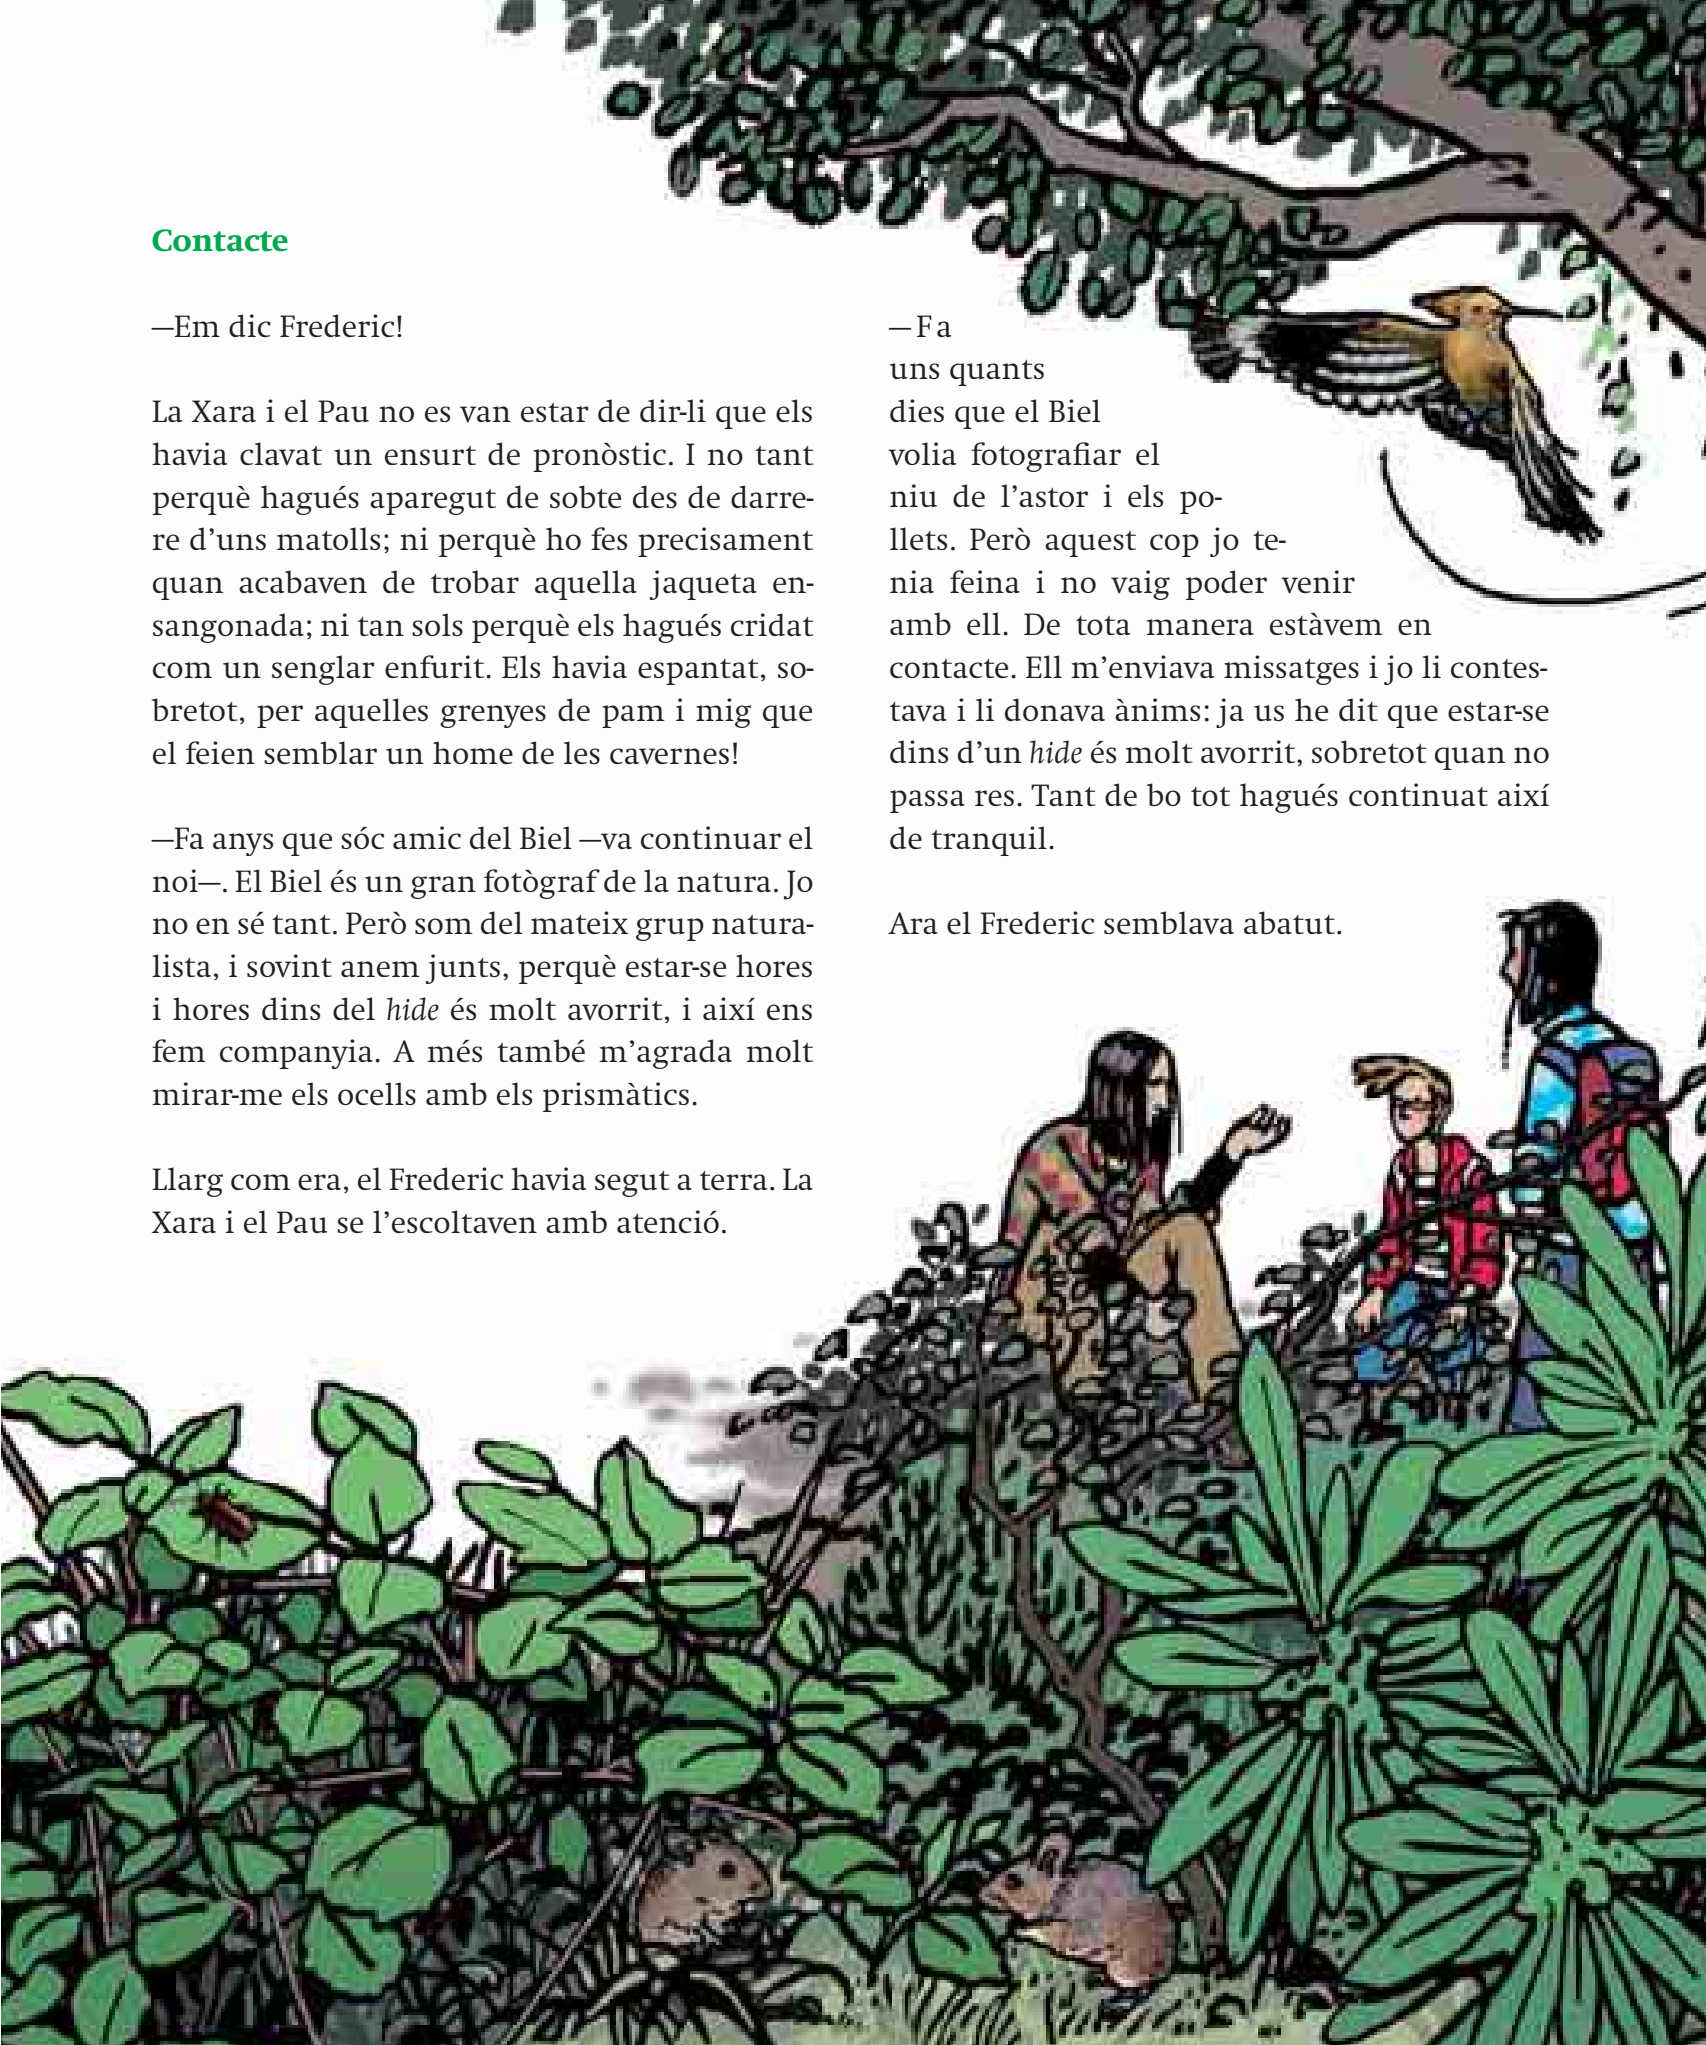 Contacte
—Em dic Frederic!
La Xara i el Pau no es van estar de dir-li que els
havia clavat un ensurt de pronòstic. I no tant
perquè hagués aparegut de sobte des de darre-
re d’uns matolls; ni perquè ho fes precisament
quan acabaven de trobar aquella jaqueta en-
sangonada; ni tan sols perquè els hagués cridat
com un senglar enfurit. Els havia espantat, so-
bretot, per aquelles grenyes de pam i mig que
el feien semblar un home de les cavernes!
—Fa anys que sóc amic del Biel —va continuar el
noi—. El Biel és un gran fotògraf de la natura. Jo
no en sé tant. Però som del mateix grup natura-
lista, i sovint anem junts, perquè estar-se hores
i hores dins del hide és molt avorrit, i així ens
fem companyia. A més també m’agrada molt
mirar-me els ocells amb els prismàtics.
Llarg com era, el Frederic havia segut a terra. La
Xara i el Pau se l’escoltaven amb atenció.
—Fa
uns quants
dies que el Biel
volia fotografiar el
niu de l’astor i els po-
llets. Però aquest cop jo te-
nia feina i no vaig poder venir
amb ell. De tota manera estàvem en
contacte. Ell m’enviava missatges i jo li contes-
tava i li donava ànims: ja us he dit que estar-se
dins d’un hide és molt avorrit, sobretot quan no
passa res. Tant de bo tot hagués continuat així
de tranquil.
Ara el Frederic semblava abatut.